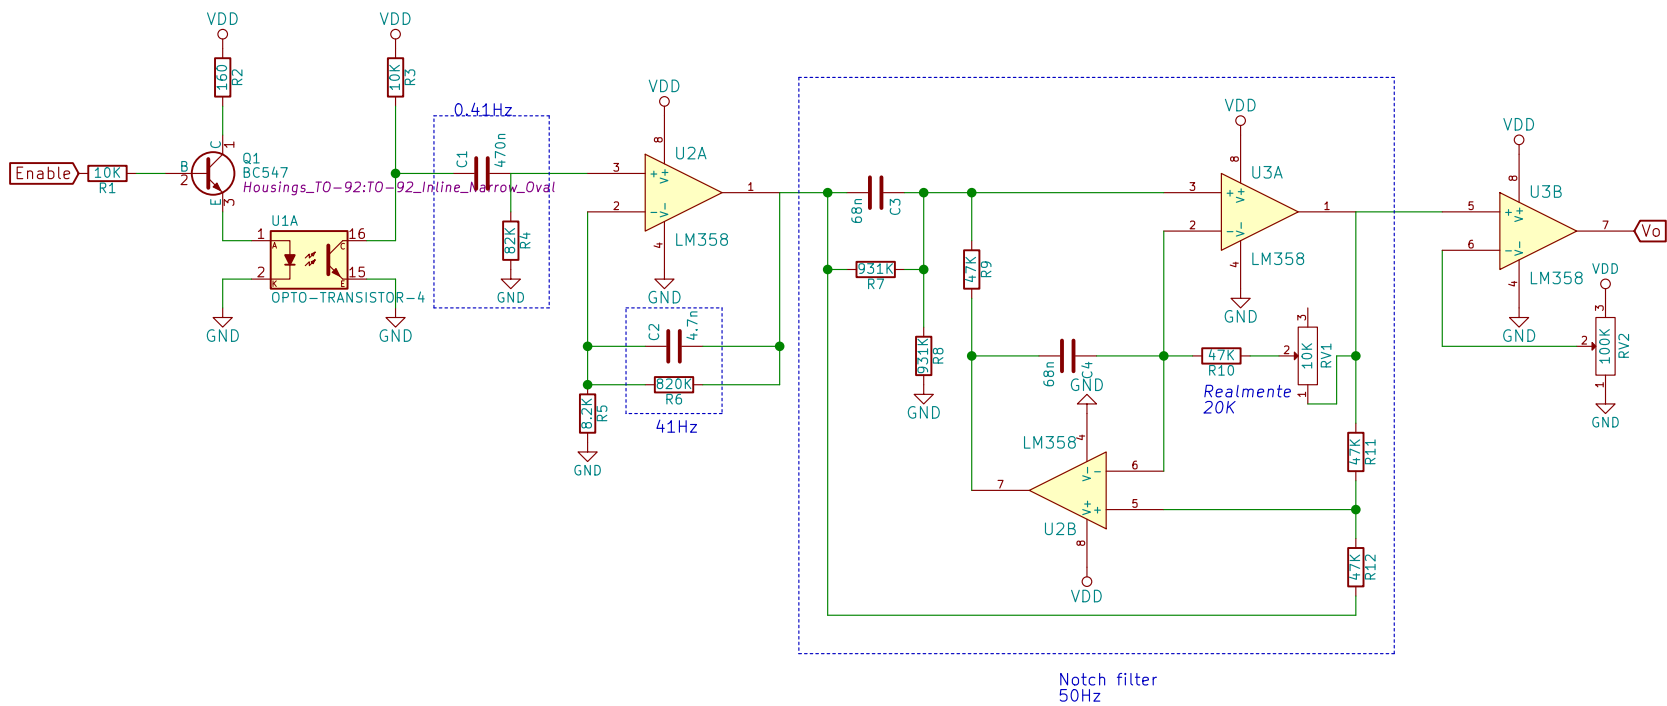 VDD
160
R2
Enable
10K
R1
B
2
C
1
Q1
BC547
Housings_TO-92:TO-92_Inline_Narrow_Oval
E
3
U1A
1
A
2
K
16
C
15
E
OPTO-TRANSISTOR-4
GND
GND
VDD
10K
R3
0.41Hz
C1
470n
82K
R4
GND
VDD
8
U2A
3
+
V+
2
-
V-
1
4
LM358
GND
C2
4.7n
820K
R6
41Hz
8.2K
R5
GND
68n
C3
931K
R7
931K
R8
GND
47K
R9
VDD
8
U3A
3
+
V+
2
-
V-
1
4
LM358
GND
68n
C4
GND
47K
R10
Realmente
20K
3
2
10K
RV1
1
LM358
4
V-
-
6
7
V+
+
5
U2B
8
VDD
47K
R11
47K
R12
Notch filter
50Hz
VDD
8
U3B
5
+
V+
6
-
V-
7
4
LM358
GND
Vo
VDD
3
2
100K
RV2
1
GND